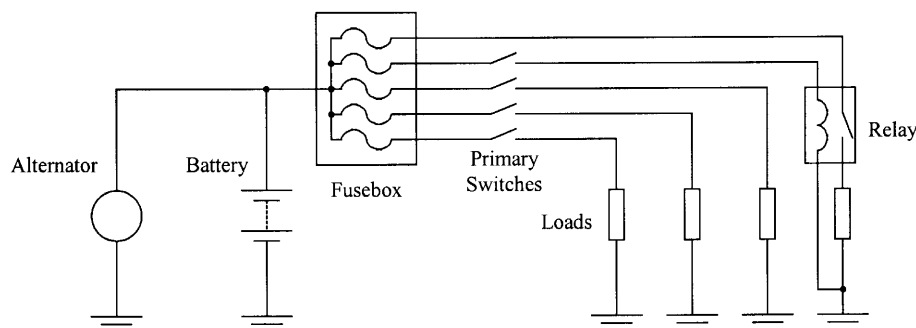 Alternator
Battery
Fusebox
Primary
Switches
Loads
Relay